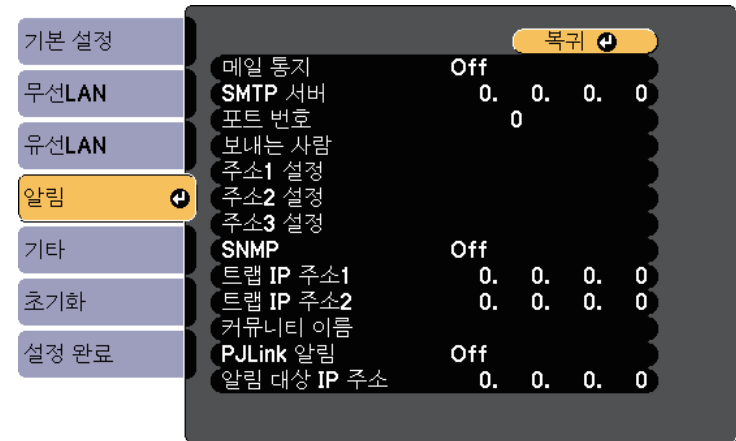 기본 설정
무선LAN
유선LAN
알림
기타
초기화
설정 완료
복귀
메일 통지 Off
SMTP 서버 0. 0. 0. 0
포트 번호 0
보내는 사람
주소1 설정
주소2 설정
주소3 설정
SNMP Off
트랩 IP 주소1 0. 0. 0. 0
트랩 IP 주소2 0. 0. 0. 0
커뮤니티 이름
PJLink 알림 Off
알림 대상 IP 주소 0. 0. 0. 0